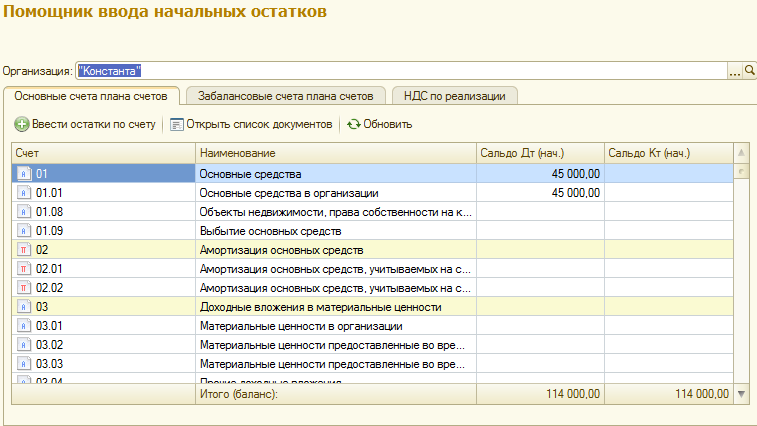 Помощник ввода начальных остатков
Организация: "Константа" ...
Основные счета плана счетов Забалансовые счета плана счетов НДС по реализации
Ввести остатки по счету Открыть список документов Обновить
Счет Наименование Сальдо Дт (нач.) Сальдо Кт (нач.)
01 Основные средства 45 000,00
01.01 Основные средства в организации 45 000,00
01.08 Объекты недвижимости, права собственности на к...
01.09 Выбытие основных средств
02 Амортизация основных средств
02.01 Амортизация основных средств, учитываемых на с...
02.02 Амортизация основных средств, учитываемых на с...
03 Доходные вложения в материальные ценности
03.01 Материальные ценности в организации
03.02 Материальные ценности предоставленные во вре...
03.03 Материальные ценности предоставленные во вре...
03.04 Прочие доходные вложения
Итого (баланс): 114 000,00 114 000,00